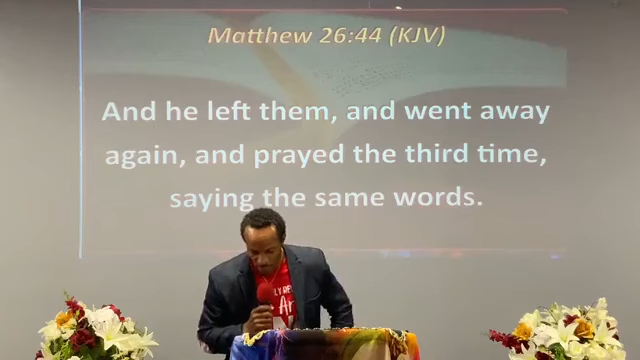 Matthew 26:44 (KJV)
And he left them, and went away
again, and prayed the third time,
saying the same words.